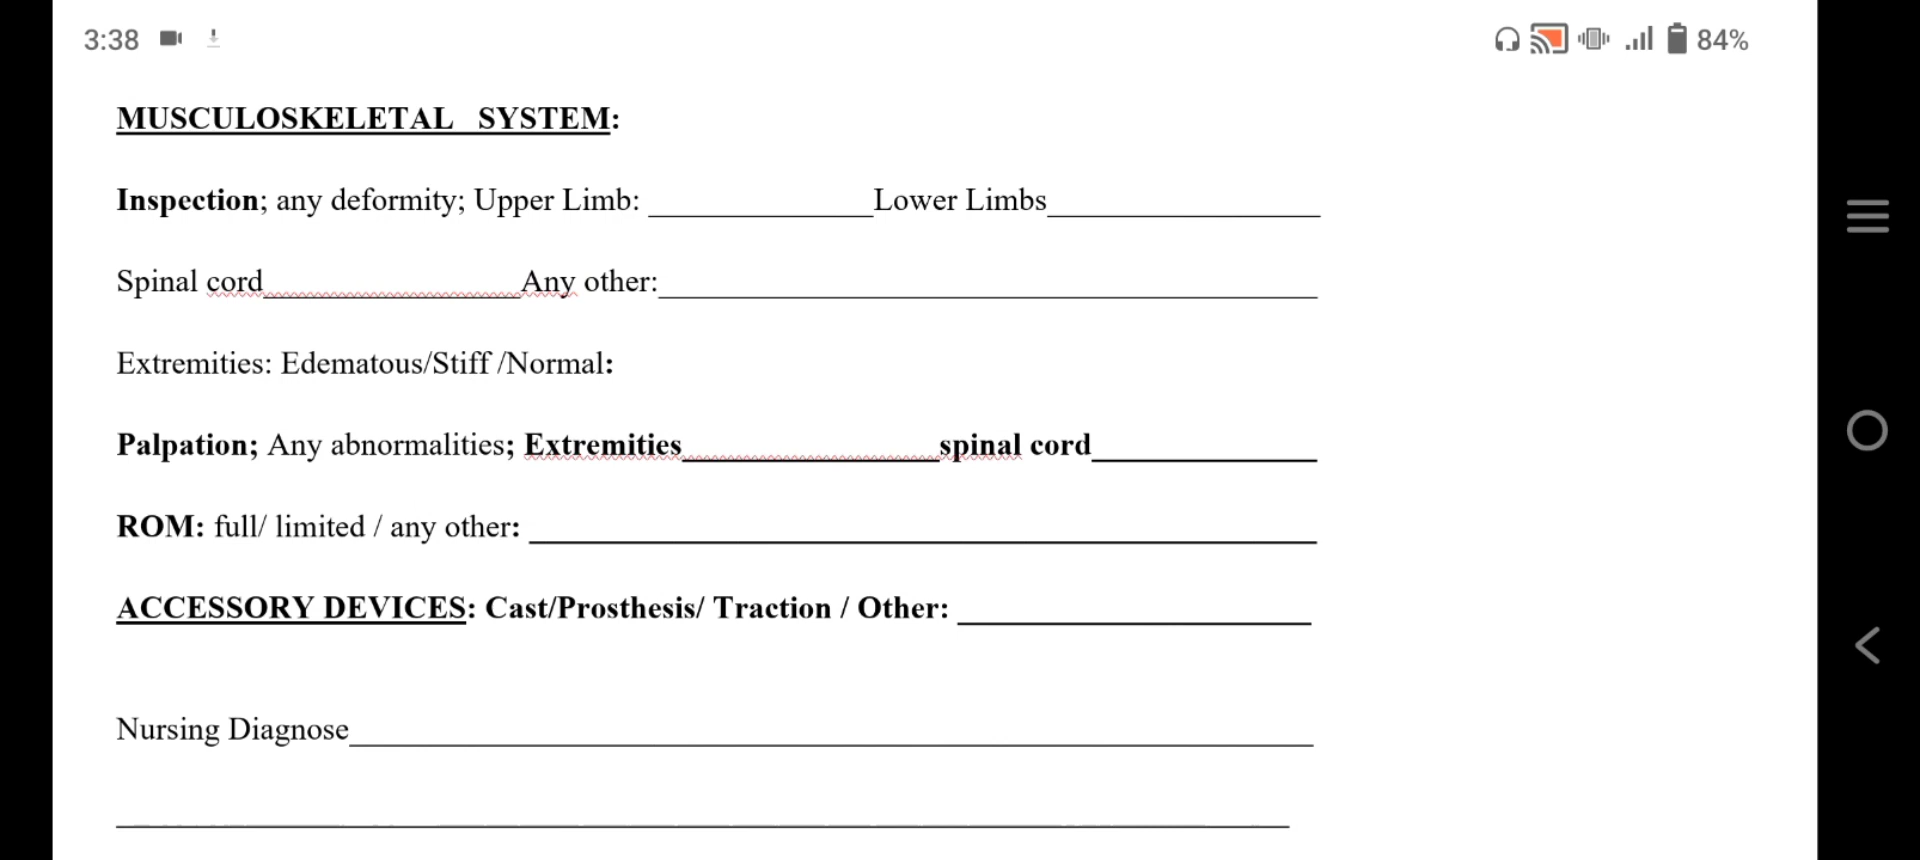 3:38 84%
MUSCULOSKELETAL SYSTEM:
Inspection; any deformity; Upper Limb: ______________Lower Limbs_________________
Spinal cord________________Any other:_________________________________________
Extremities: Edematous/Stiff /Normal:
Palpation; Any abnormalities; Extremities________________spinal cord______________
ROM: full/ limited / any other: _________________________________________________
ACCESSORY DEVICES: Cast/Prosthesis/ Traction / Other: ______________________
Nursing Diagnose____________________________________________________________
_________________________________________________________________________